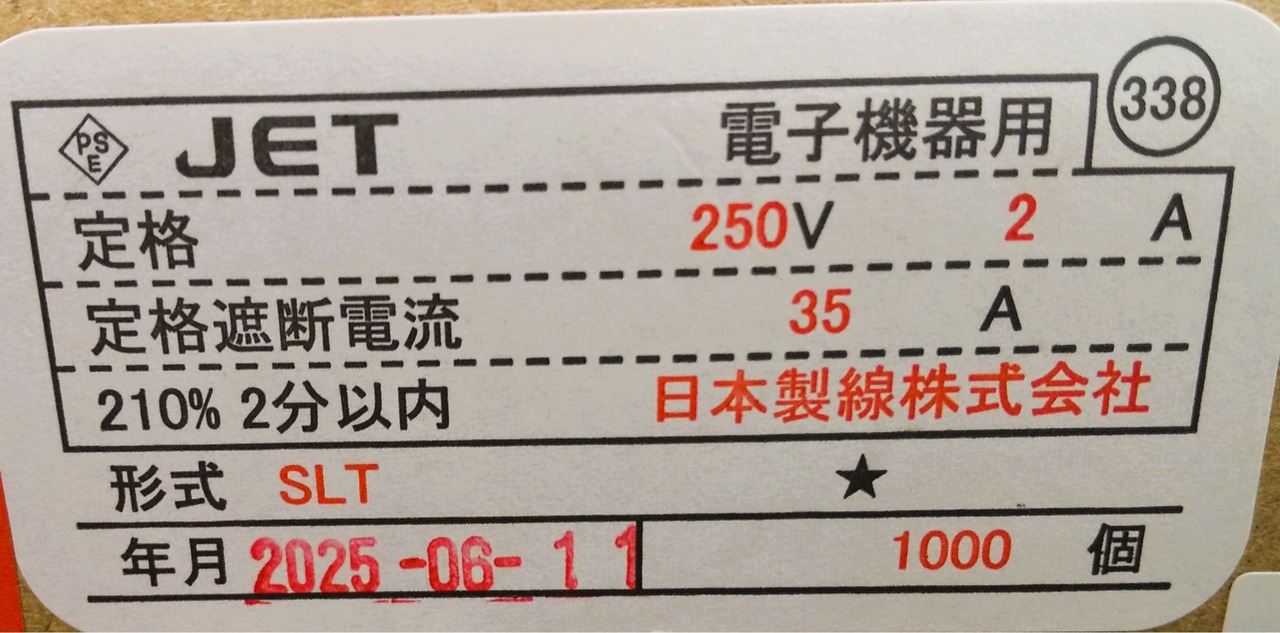 338
PSE JET 電子機器用
定格 250V 2 A
定格遮断電流 35 A
210% 2分以内 日本製線株式会社
形式 SLT ★
年月 2025-06-11 1000 個